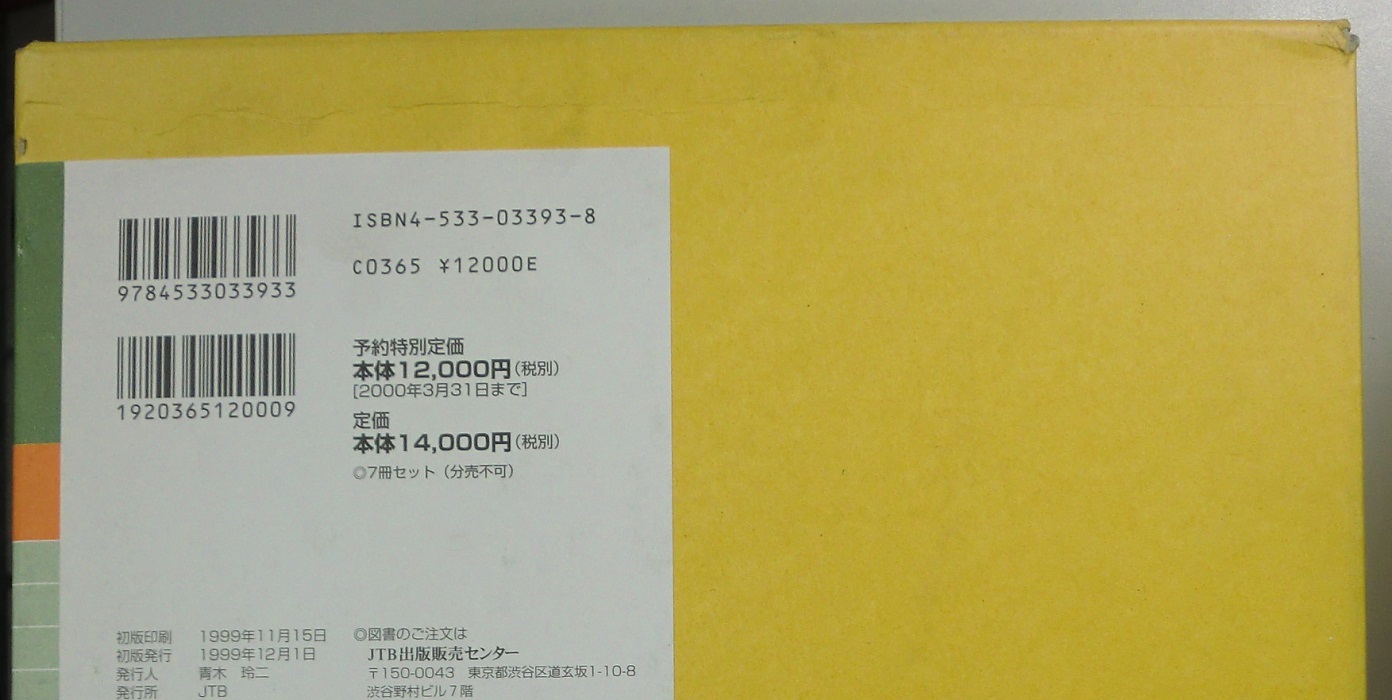 ISBN4-533-03393-8
C0365 ¥12000E
9784533033933
1920365120009
予約特別定価
本体12,000円(税別)
[2000年3月31日まで]
定価
本体14,000円(税別)
◎7冊セット(分売不可)
初版印刷 1999年11月15日
初版発行 1999年12月1日
発行人 青木 玲二
発行所 JTB
◎図書のご注文は
JTB出版販売センター
〒150-0043 東京都渋谷区道玄坂1-10-8
渋谷野村ビル7階